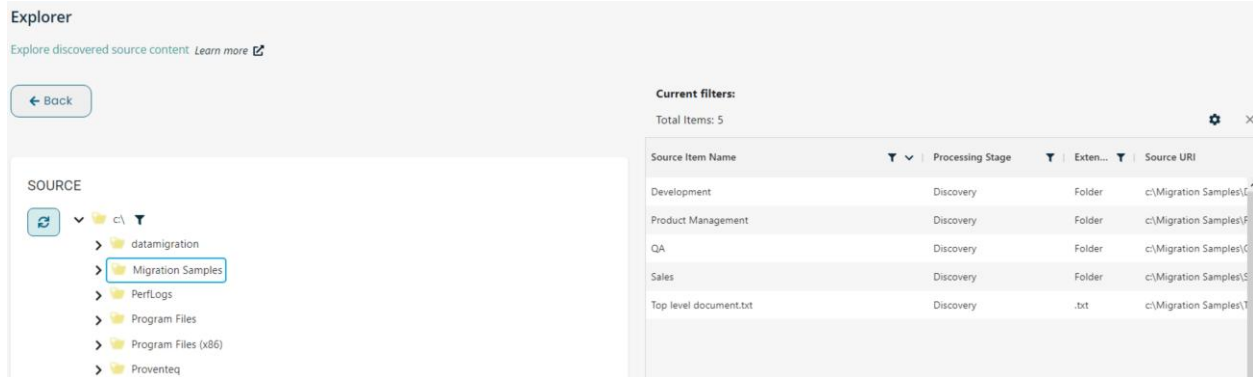 Explorer
Explore discovered source content Learn more
Back
Current filters:
Total Items: 5
SOURCE
c:\
datamigration
Migration Samples
PerfLogs
Program Files
Program Files (x86)
Proventeq
Source Item Name Processing Stage Exten... Source URI
Development Discovery Folder c:\Migration Samples\
Product Management Discovery Folder c:\Migration Samples\
QA Discovery Folder c:\Migration Samples\
Sales Discovery Folder c:\Migration Samples\
Top level document.txt Discovery .txt c:\Migration Samples\